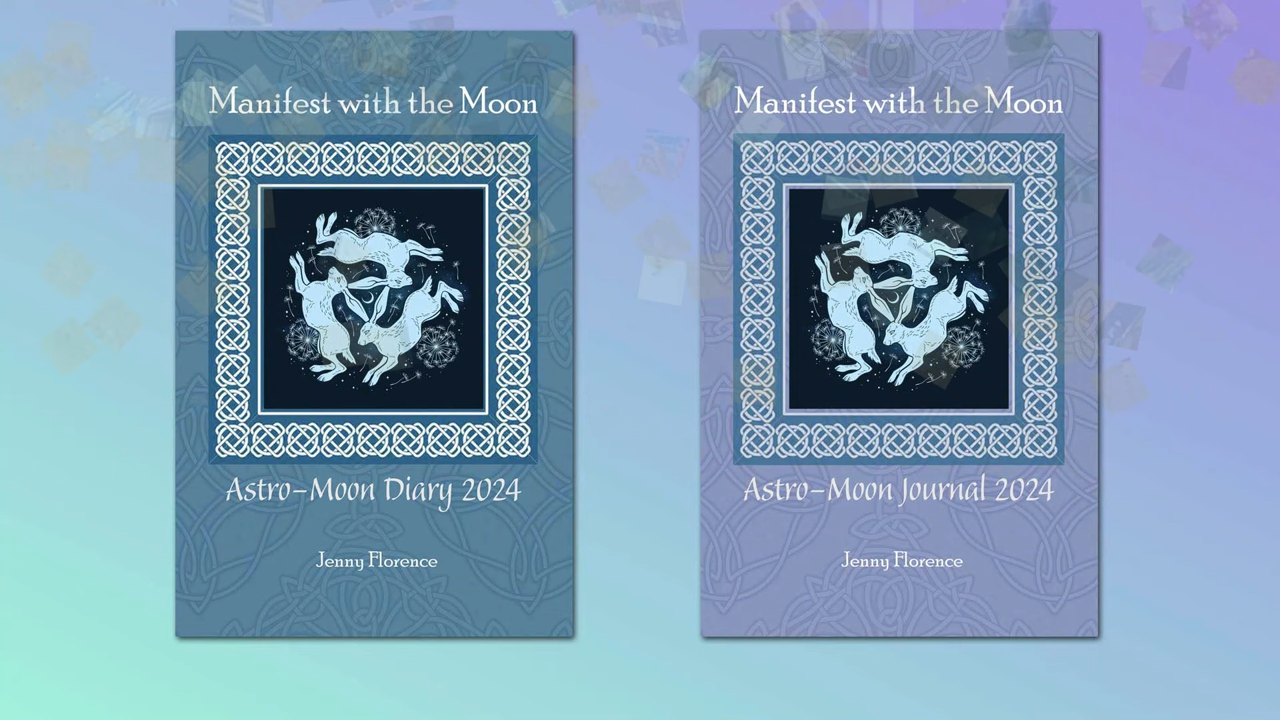 Manifest with the Moon
Astro–Moon Diary 2024
Jenny Florence
Manifest with the Moon
Astro–Moon Journal 2024
Jenny Florence